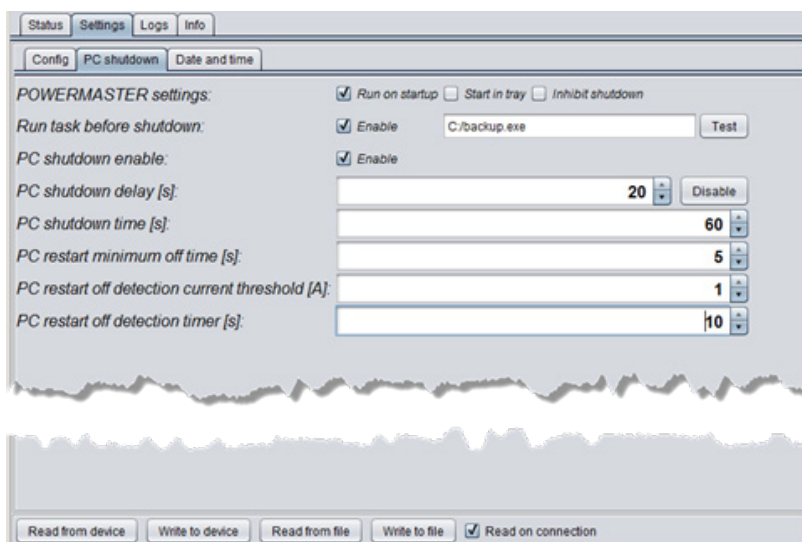 Status Settings Logs Info
Config PC shutdown Date and time
POWERMASTER settings: Run on startup Start in tray Inhibit shutdown
Run task before shutdown: Enable C:/backup.exe Test
PC shutdown enable: Enable
PC shutdown delay [s]: 20 Disable
PC shutdown time [s]: 60
PC restart minimum off time [s]: 5
PC restart off detection current threshold [A]: 1
PC restart off detection timer [s]: 10
Read from device Write to device Read from file Write to file Read on connection